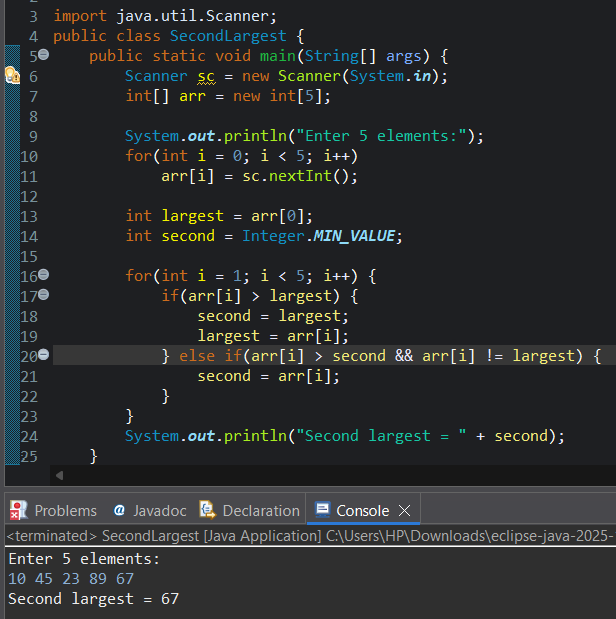 3 import java.util.Scanner;
4 public class SecondLargest {
5     public static void main(String[] args) {
6         Scanner sc = new Scanner(System.in);
7         int[] arr = new int[5];
8
9         System.out.println("Enter 5 elements:");
10         for(int i = 0; i < 5; i++)
11             arr[i] = sc.nextInt();
12
13         int largest = arr[0];
14         int second = Integer.MIN_VALUE;
15
16         for(int i = 1; i < 5; i++) {
17             if(arr[i] > largest) {
18                 second = largest;
19                 largest = arr[i];
20             } else if(arr[i] > second && arr[i] != largest) {
21                 second = arr[i];
22             }
23         }
24         System.out.println("Second largest = " + second);
25     }
Problems @ Javadoc Declaration Console
<terminated> SecondLargest [Java Application] C:\Users\HP\Downloads\eclipse-java-2025-
Enter 5 elements:
10 45 23 89 67
Second largest = 67